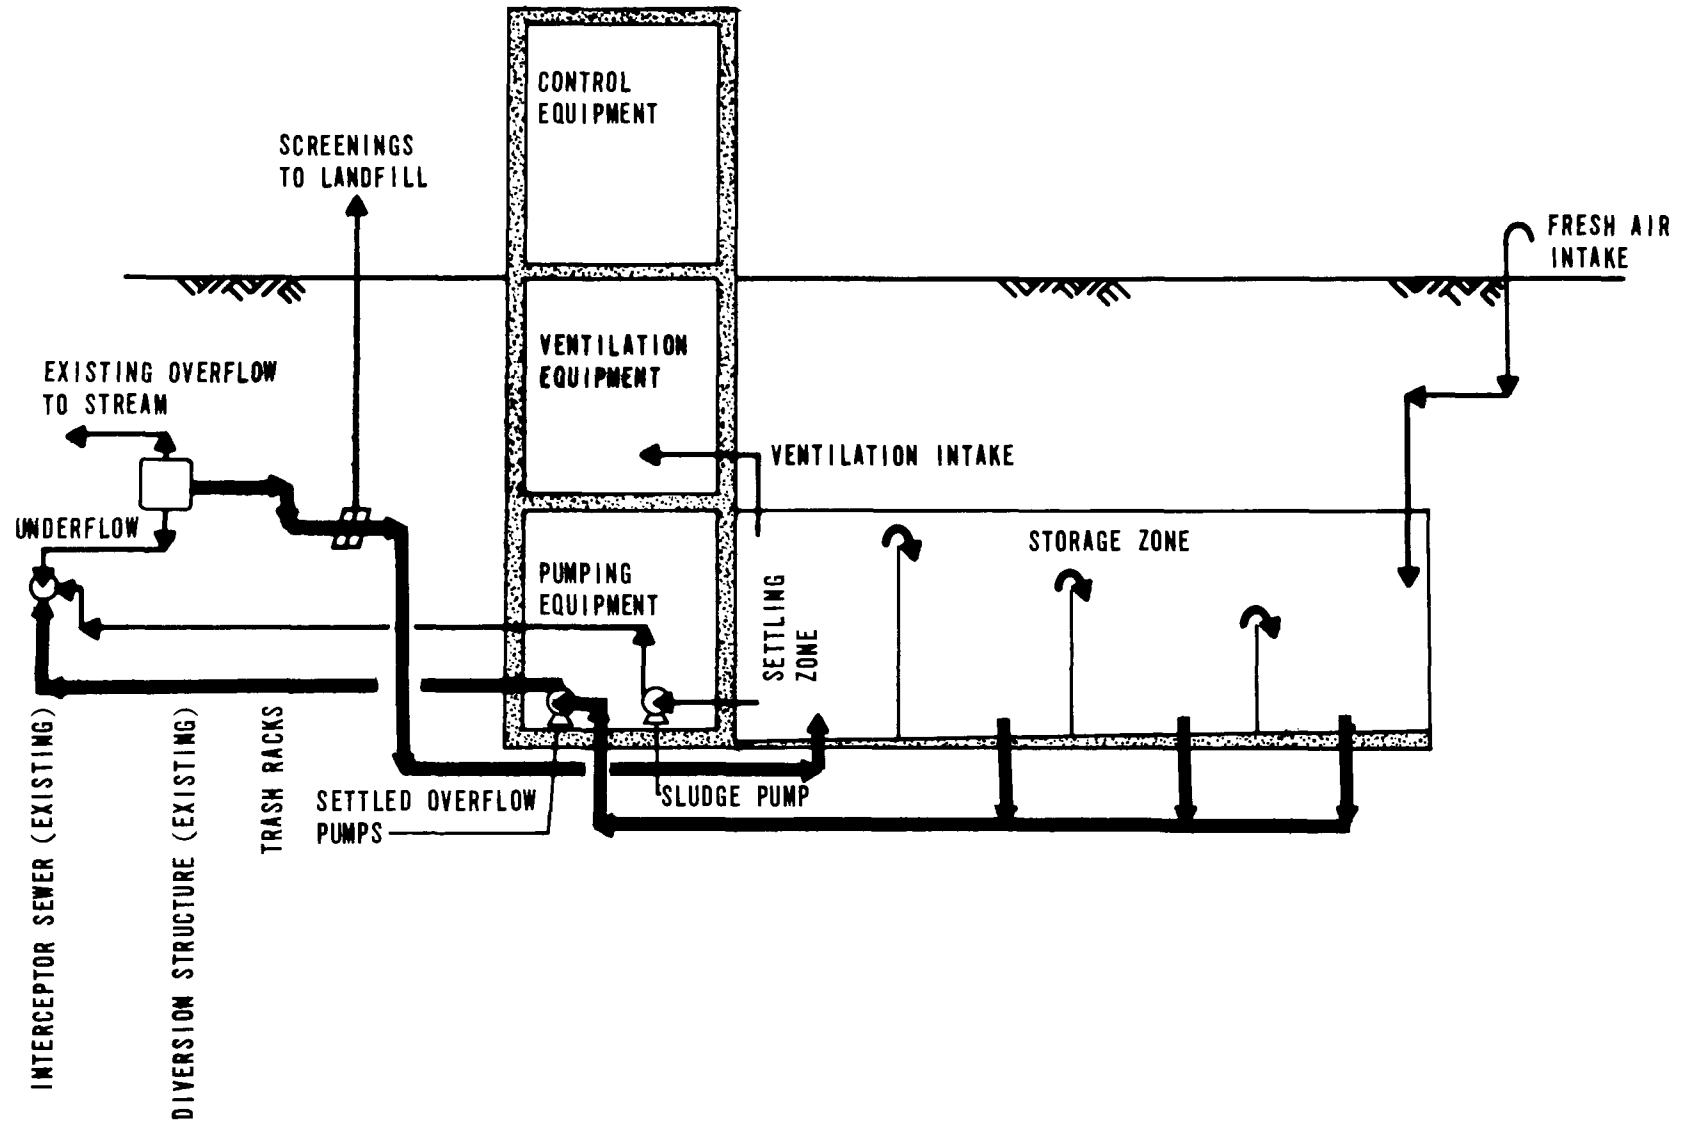 CONTROL
EQUIPMENT
SCREENINGS
TO LANDFILL
FRESH AIR
INTAKE
VENTILATION
EQUIPMENT
EXISTING OVERFLOW
TO STREAM
VENTILATION INTAKE
UNDERFLOW
STORAGE ZONE
PUMPING
EQUIPMENT
SETTLING
ZONE
SETTLED OVERFLOW
PUMPS
SLUDGE PUMP
INTERCEPTOR SEWER (EXISTING)
DIVERSION STRUCTURE (EXISTING)
TRASH RACKS